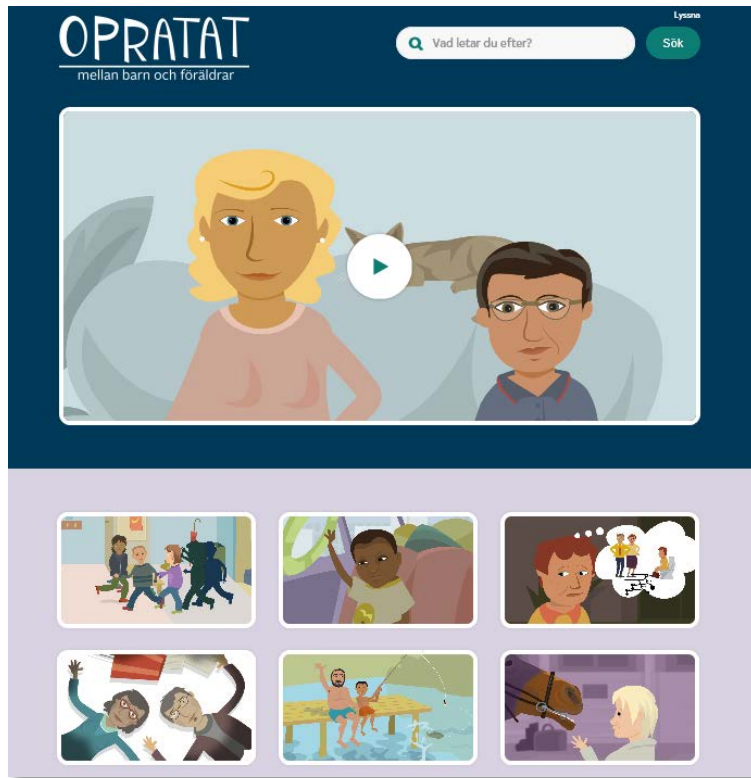 Lyssna
OPRATAT
mellan barn och föräldrar
Vad letar du efter?
Sök